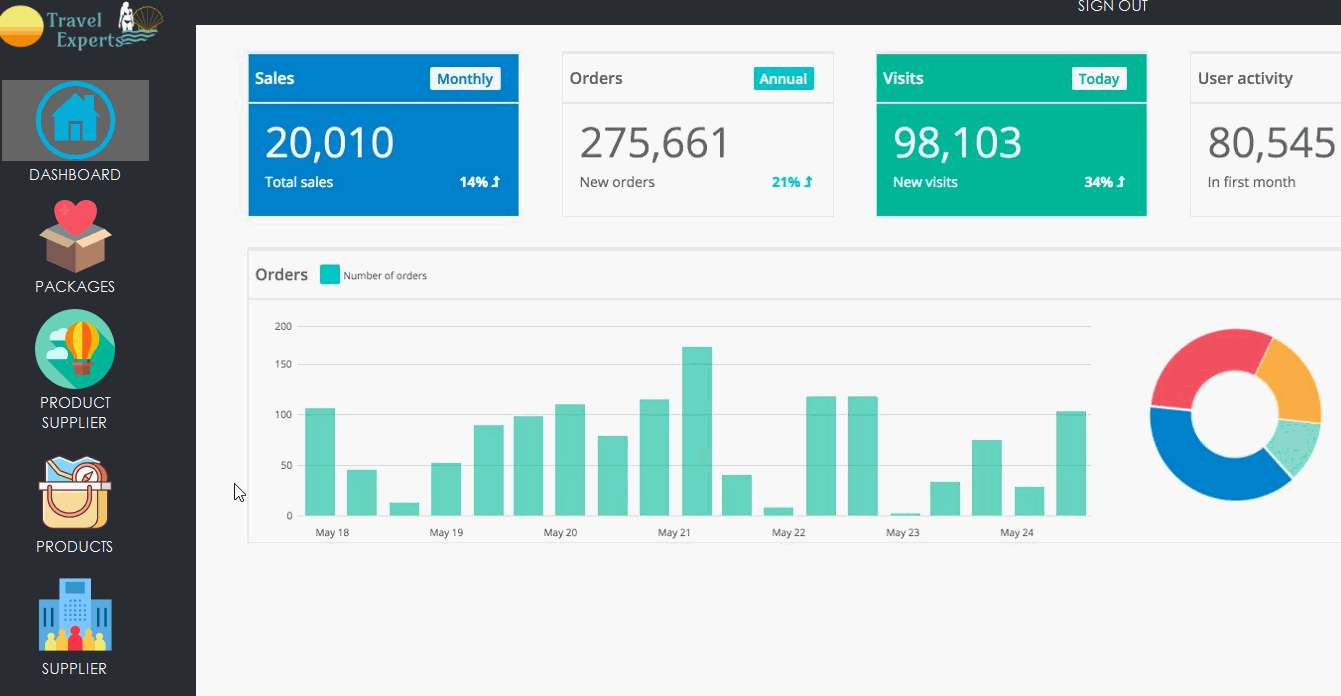 Travel
Experts
SIGN OUT
DASHBOARD
PACKAGES
PRODUCT
SUPPLIER
PRODUCTS
SUPPLIER
Sales Monthly
20,010
Total sales 14%
Orders Annual
275,661
New orders 21%
Visits Today
98,103
New visits 34%
User activity
80,545
In first month
Orders Number of orders
200
150
100
50
0
May 18 May 19 May 20 May 21 May 22 May 23 May 24